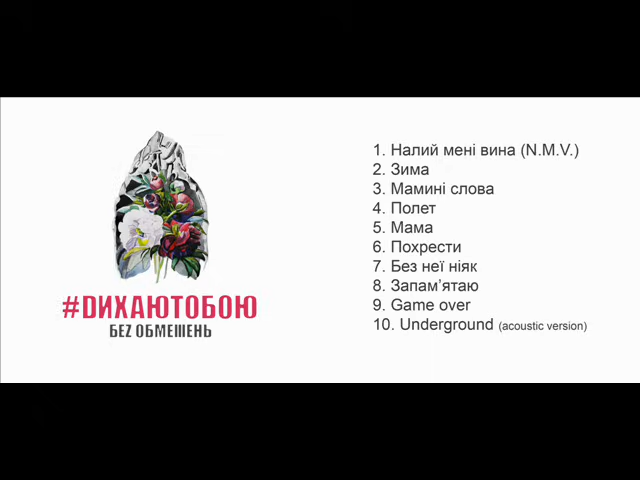 #DИХАЮТОБОЮ
БЕZ ОБМЕЖЕНЬ
1. Налий мені вина (N.M.V.)
2. Зима
3. Мамині слова
4. Полет
5. Мама
6. Похрести
7. Без неї ніяк
8. Запам’ятаю
9. Game over
10. Underground (acoustic version)